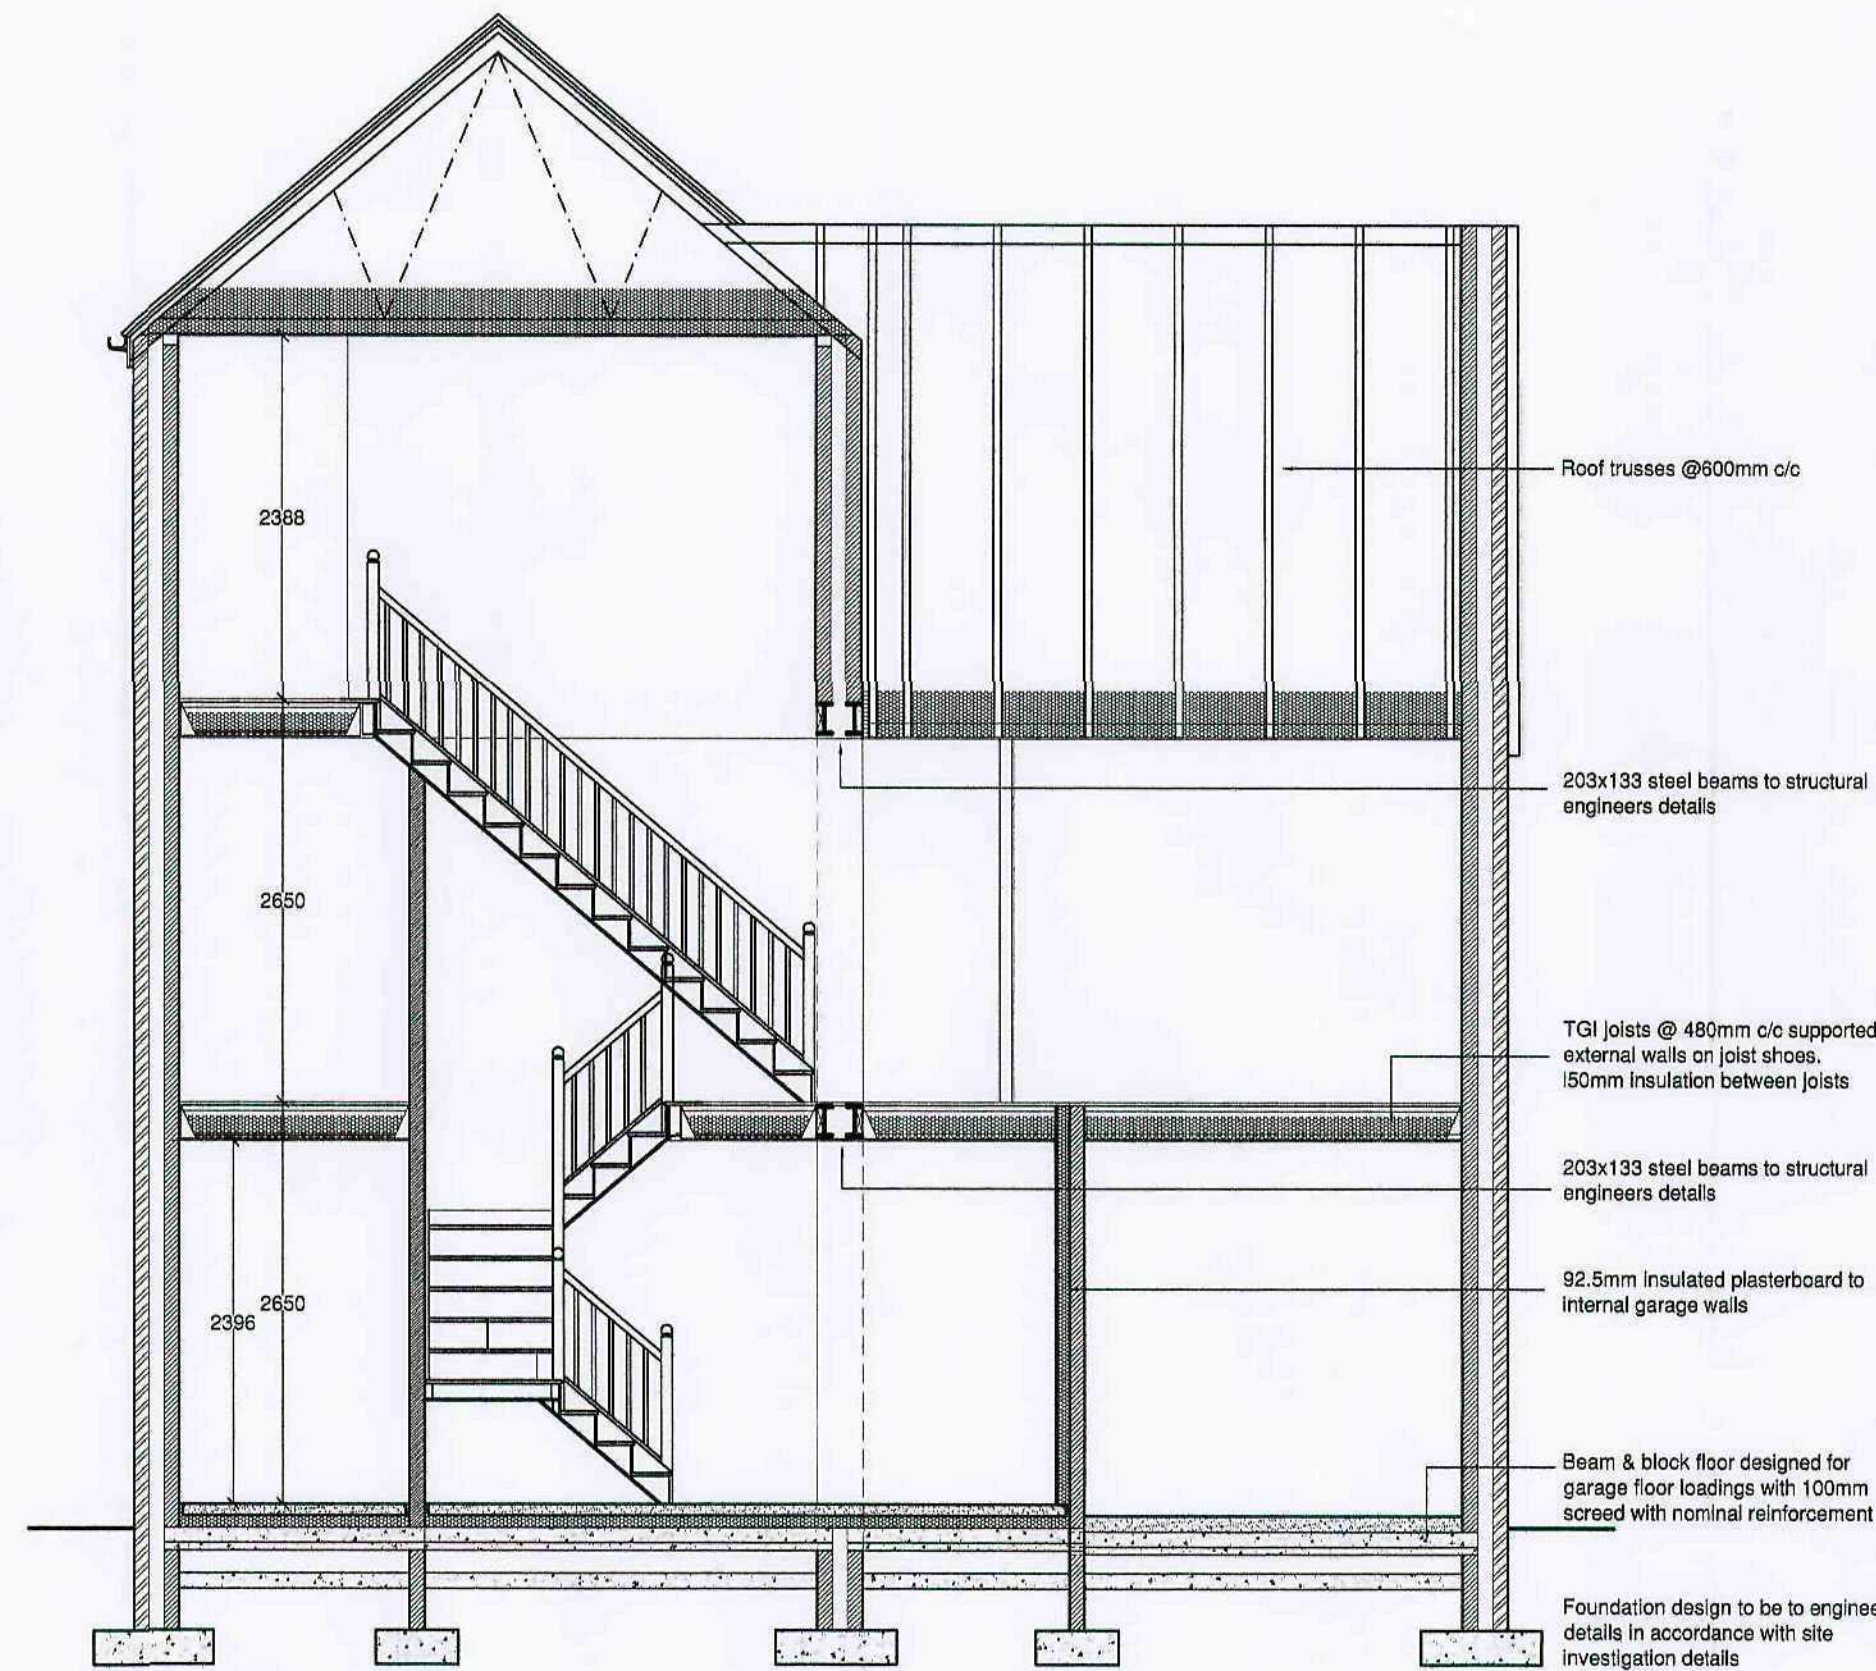 Roof trusses @600mm c/c
2388
203x133 steel beams to structural
engineers details
2650
TGI joists @ 480mm c/c supported
external walls on joist shoes.
150mm insulation between joists
203x133 steel beams to structural
engineers details
92.5mm insulated plasterboard to
internal garage walls
2650
2396
Beam & block floor designed for
garage floor loadings with 100mm
screed with nominal reinforcement
Foundation design to be to enginee
details in accordance with site
investigation details